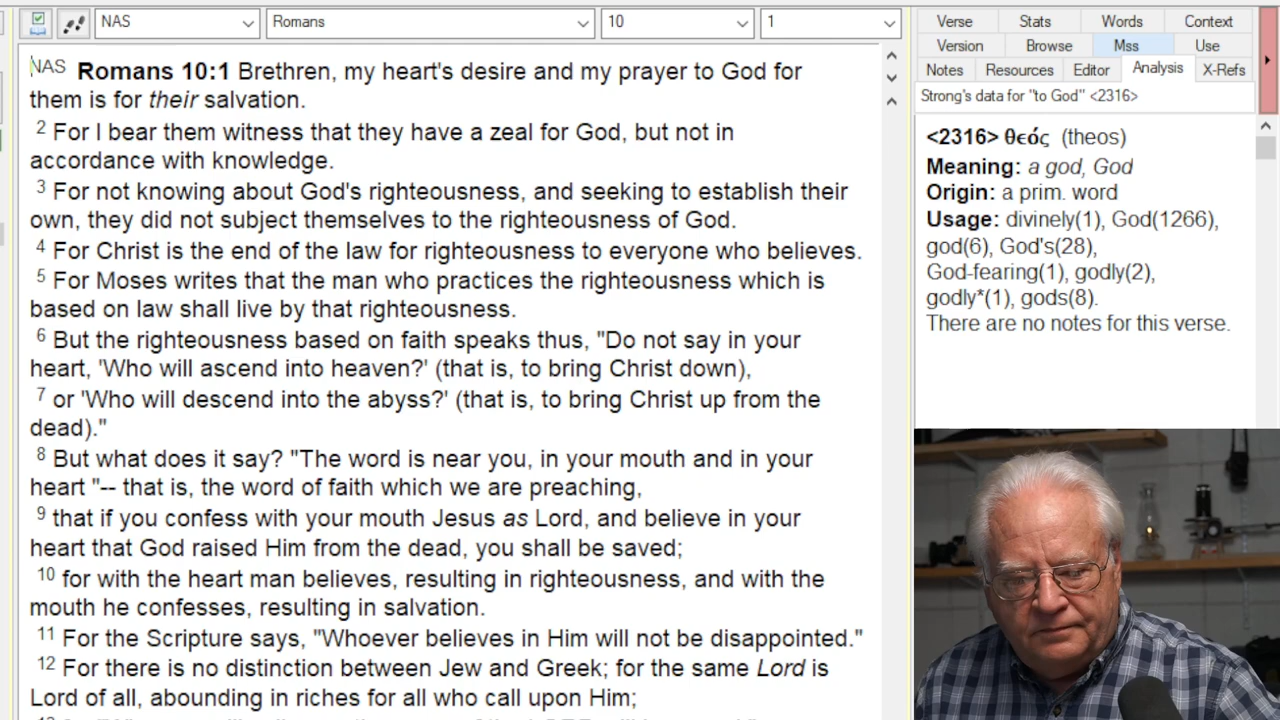 NAS Romans 10 1
NAS Romans 10:1 Brethren, my heart's desire and my prayer to God for
them is for their salvation.
2 For I bear them witness that they have a zeal for God, but not in
accordance with knowledge.
3 For not knowing about God's righteousness, and seeking to establish their
own, they did not subject themselves to the righteousness of God.
4 For Christ is the end of the law for righteousness to everyone who believes.
5 For Moses writes that the man who practices the righteousness which is
based on law shall live by that righteousness.
6 But the righteousness based on faith speaks thus, "Do not say in your
heart, 'Who will ascend into heaven?' (that is, to bring Christ down),
7 or 'Who will descend into the abyss?' (that is, to bring Christ up from the
dead)."
8 But what does it say? "The word is near you, in your mouth and in your
heart "-- that is, the word of faith which we are preaching,
9 that if you confess with your mouth Jesus as Lord, and believe in your
heart that God raised Him from the dead, you shall be saved;
10 for with the heart man believes, resulting in righteousness, and with the
mouth he confesses, resulting in salvation.
11 For the Scripture says, "Whoever believes in Him will not be disappointed."
12 For there is no distinction between Jew and Greek; for the same Lord is
Lord of all, abounding in riches for all who call upon Him;
Verse Stats Words Context
Version Browse Mss Use
Notes Resources Editor Analysis X-Refs
Strong's data for "to God" <2316>
<2316> θεός (theos)
Meaning: a god, God
Origin: a prim. word
Usage: divinely(1), God(1266),
god(6), God's(28),
God-fearing(1), godly(2),
godly*(1), gods(8).
There are no notes for this verse.